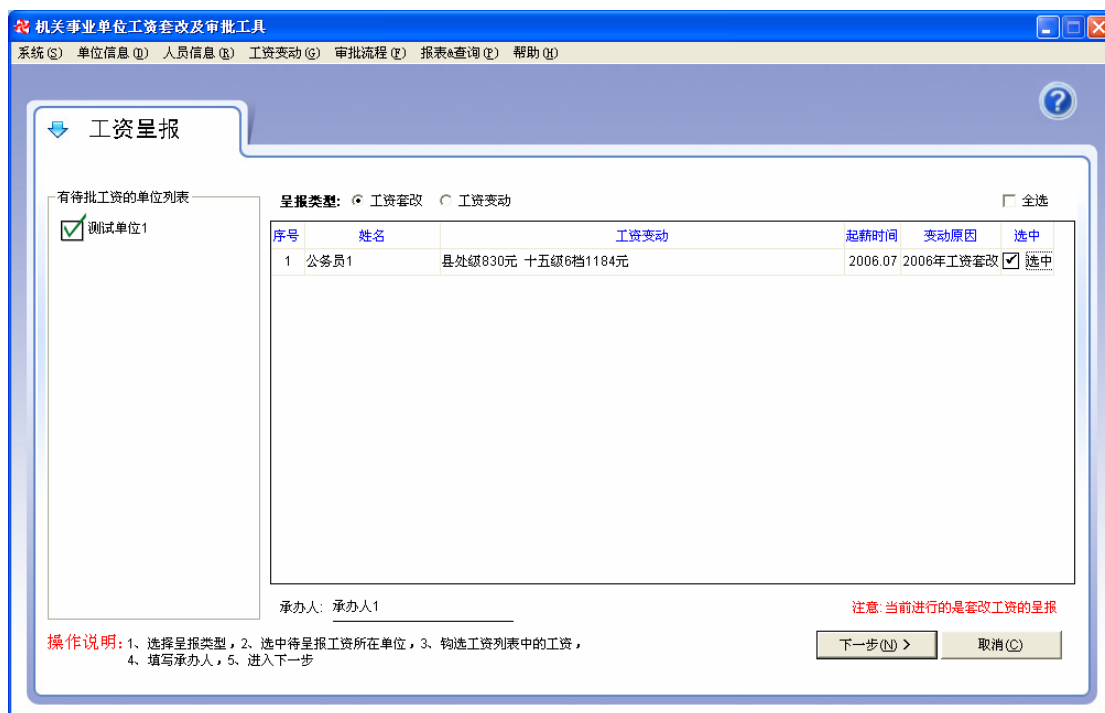 机关事业单位工资套改及审批工具
系统(S) 单位信息(D) 人员信息(R) 工资变动(G) 审批流程(F) 报表&查询(P) 帮助(H)
工资呈报
有待批工资的单位列表
测试单位1
呈报类型: 工资套改 工资变动 全选
序号 姓名 工资变动 起薪时间 变动原因 选中
1 公务员1 县处级830元 十五级6档1184元 2006.07 2006年工资套改 选中
承办人: 承办人1
注意:当前进行的是套改工资的呈报
操作说明: 1、选择呈报类型，2、选中待呈报工资所在单位，3、钩选工资列表中的工资，
4、填写承办人，5、进入下一步
下一步(N) > 取消(C)